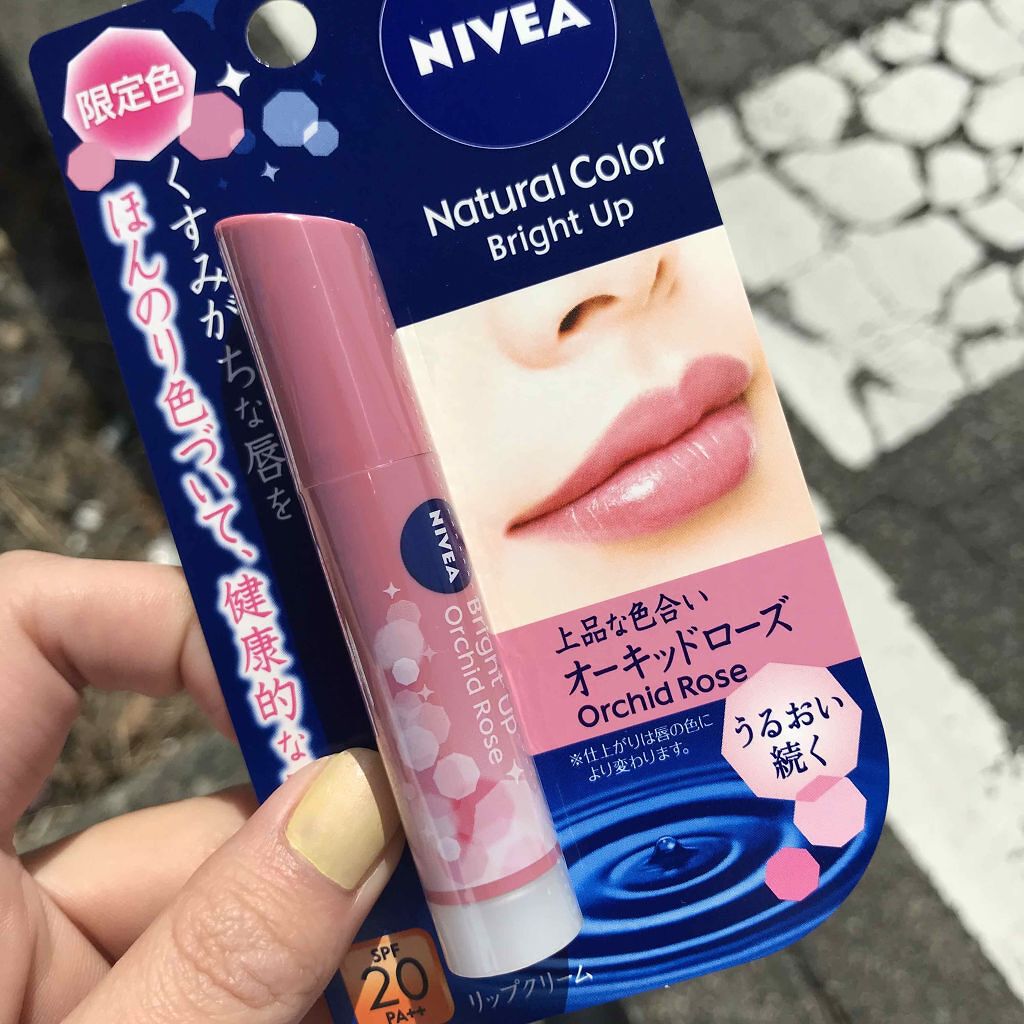 限定色
くすみがちな唇を
ほんのり色づいて、健康的な
NIVEA
Natural Color
Bright Up
NIVEA
Bright Up
Orchid Rose
上品な色合い
オーキッドローズ
Orchid Rose
※仕上がりは唇の色に
より変わります。
うるおい
続く
SPF
20
PA++
リップクリーム